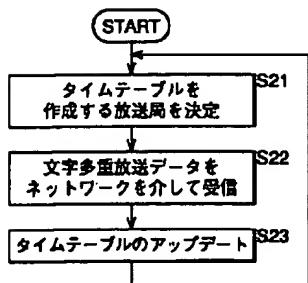 START
タイムテーブルを
作成する放送局を決定
S21
文字多重放送データを
ネットワークを介して受信
S22
タイムテーブルのアップデート
S23